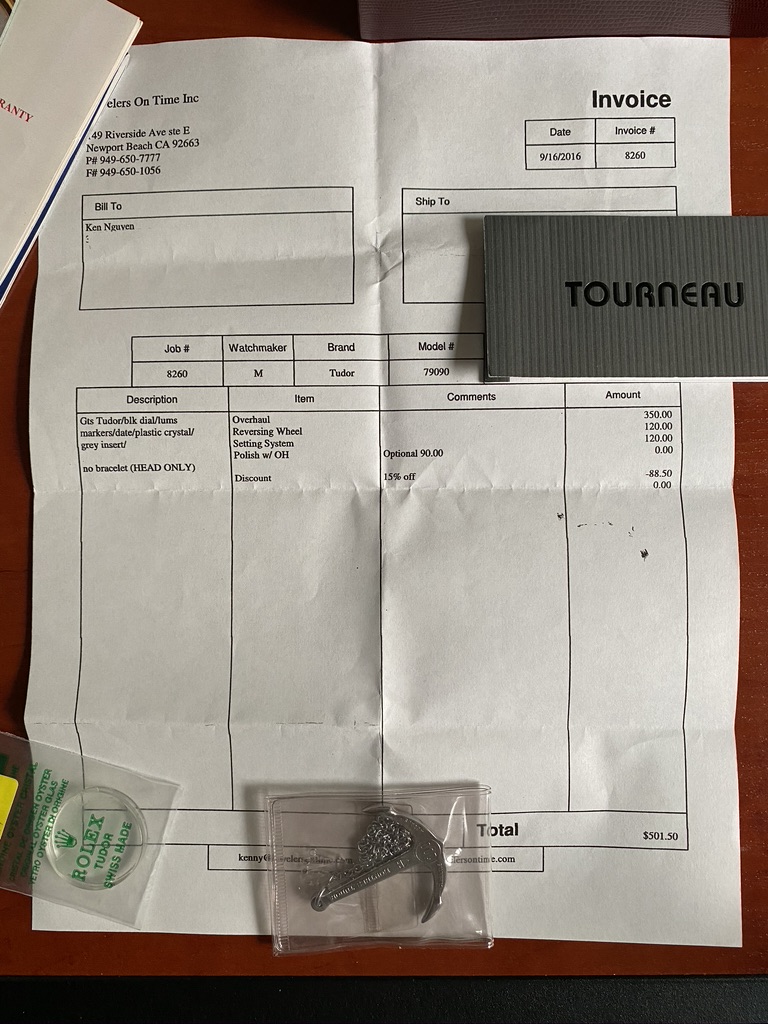 RANTY
elers On Time Inc
Invoice
49 Riverside Ave ste E
Newport Beach CA 92663
P# 949-650-7777
F# 949-650-1056
Date Invoice #
9/16/2016 8260
Bill To
Ship To
Ken Nguyen
TOURNEAU
Job # Watchmaker Brand Model #
8260 M Tudor 79090
Description Item Comments Amount
Gts Tudor/blk dial/lums Overhaul 350.00
markers/date/plastic crystal/ Reversing Wheel 120.00
grey insert/ Setting System 120.00
Polish w/ OH Optional 90.00 0.00
no bracelet (HEAD ONLY)
Discount 15% off -88.50
0.00
Total $501.50
kenny@
lersontime.com
ROLEX
TUDOR
SWISS MADE